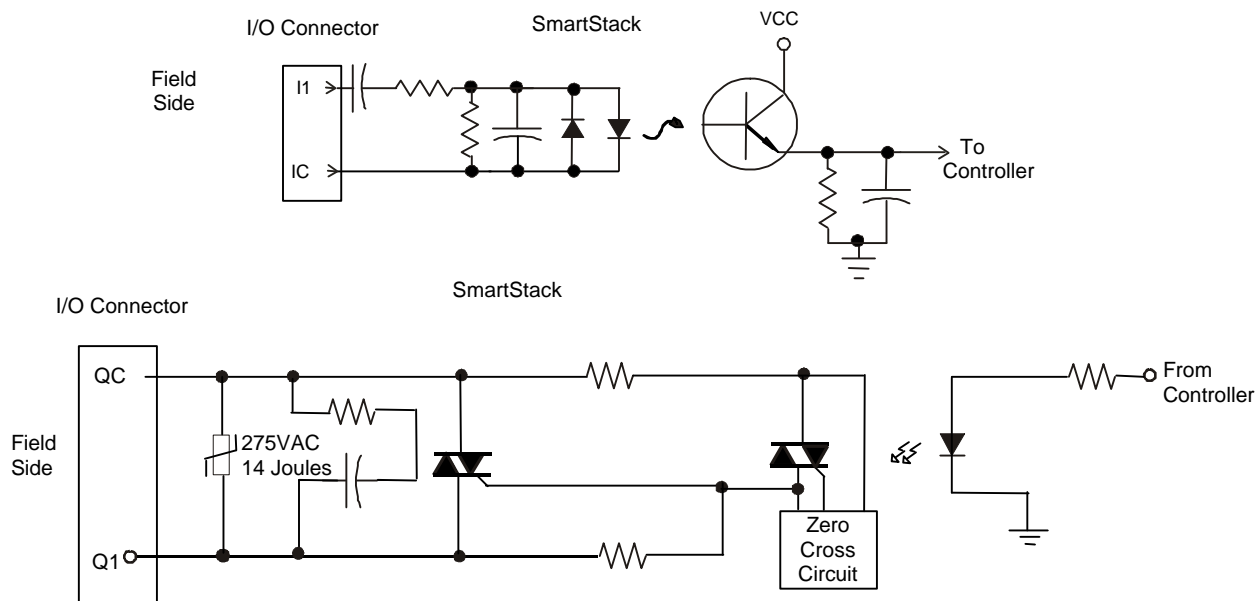 VCC
I/O Connector
SmartStack
Field
Side
I1
IC
To
Controller
SmartStack
I/O Connector
QC
From
Controller
Field
Side
275VAC
14 Joules
Q1
Zero
Cross
Circuit